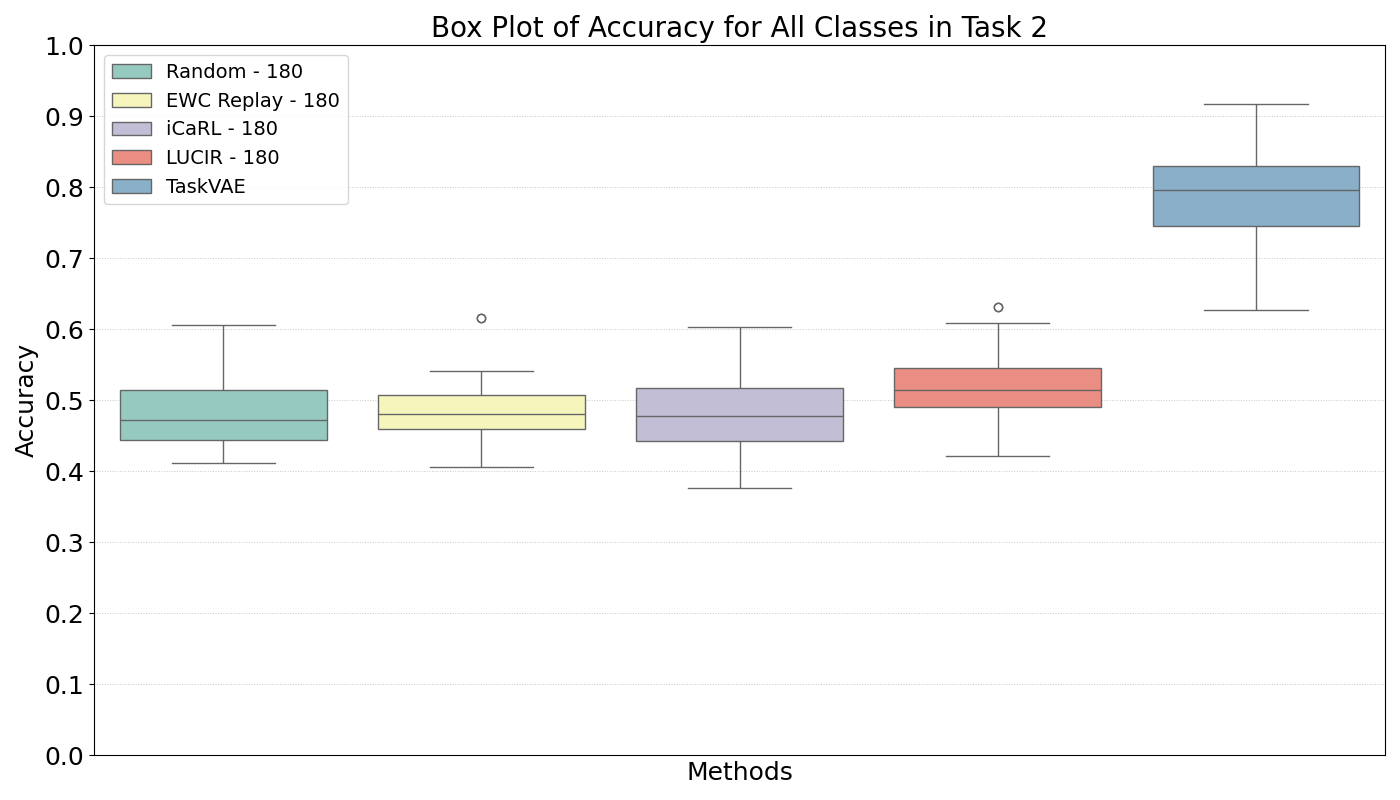 Box Plot of Accuracy for All Classes in Task 2
1.0
0.9
0.8
0.7
0.6
0.5
0.4
0.3
0.2
0.1
0.0
Accuracy
Random - 180
EWC Replay - 180
iCaRL - 180
LUCIR - 180
TaskVAE
Methods